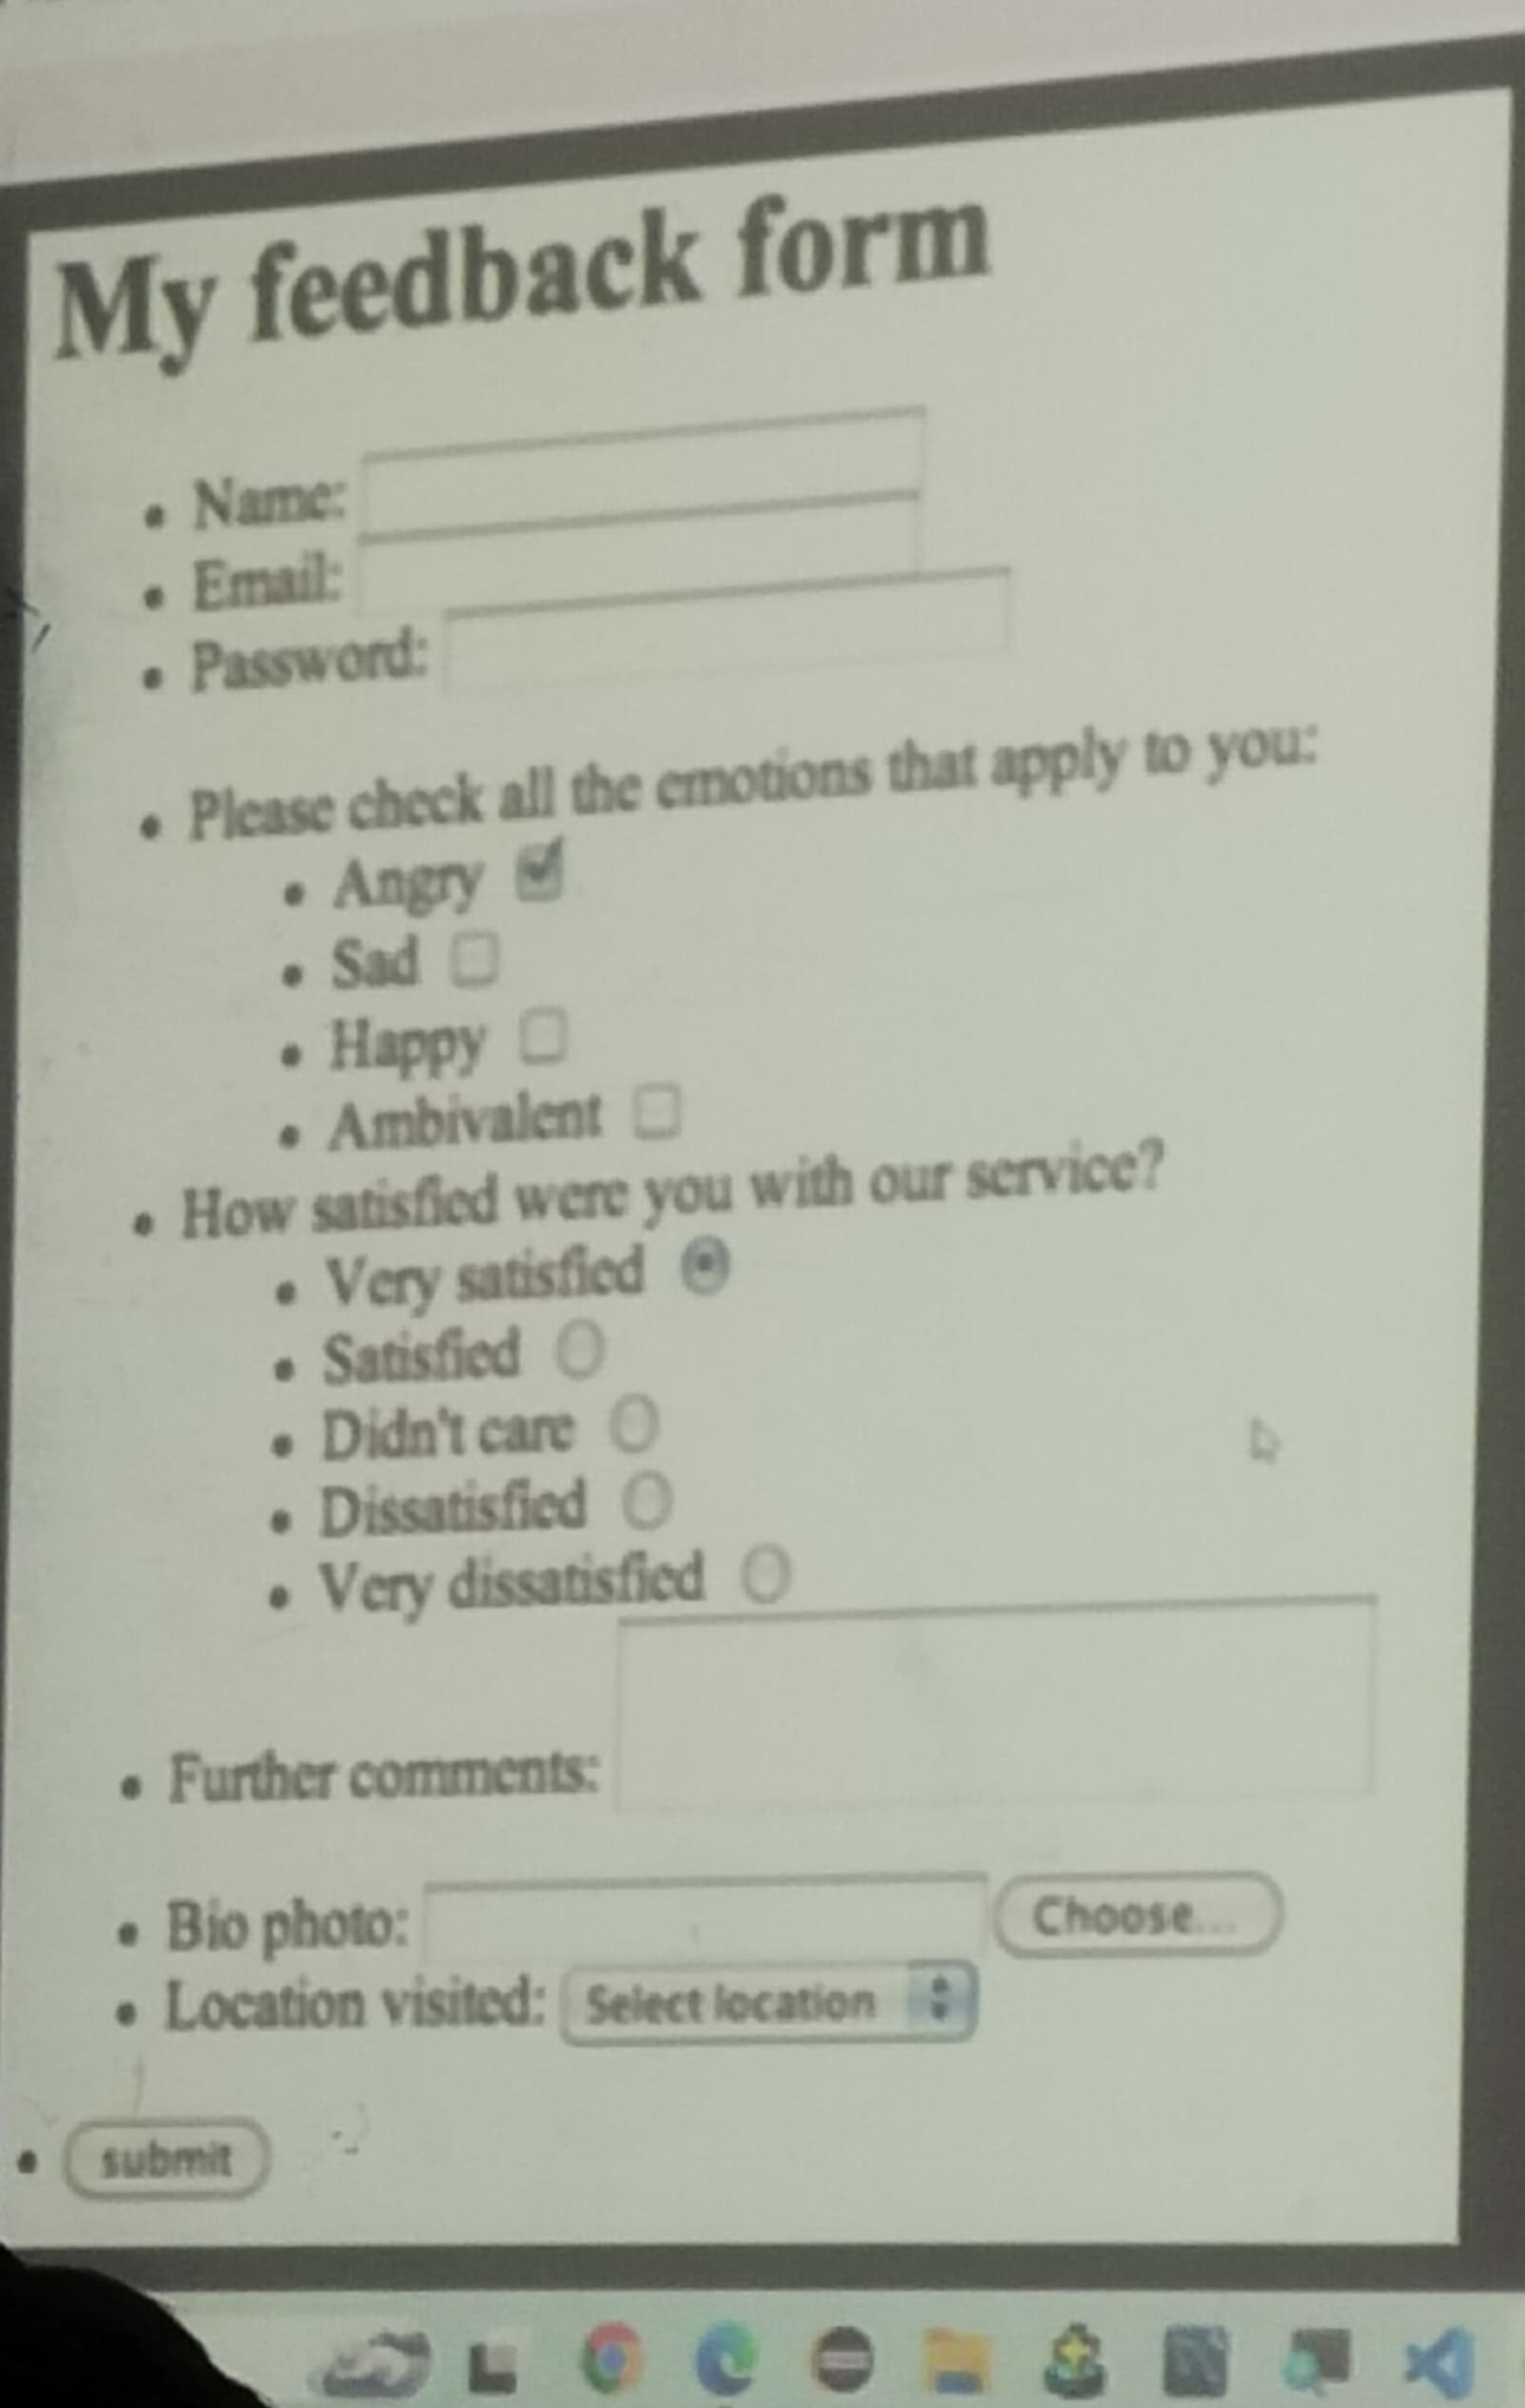 My feedback form
Name:
Email:
Password:
Please check all the emotions that apply to you:
Angry
Sad
Happy
Ambivalent
How satisfied were you with our service?
Very satisfied
Satisfied
Didn't care
Dissatisfied
Very dissatisfied
Further comments:
Bio photo: Choose...
Location visited: Select location
submit